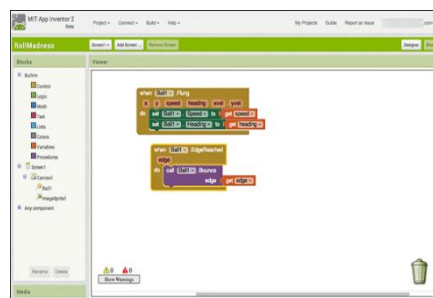 MIT App Inventor 2
Beta
Project • Connect • Build • Help •
My Projects Guide Report an Issue .com
RollMadness
Screen1 • Add Screen ... Remove Screen
Designer
Blocks
Viewer
Built-in
Control
Logic
Math
Text
Lists
Colors
Variables
Procedures
Screen1
Canvas1
Ball1
ImageSprite1
Any component
Rename Delete
Media
when Ball1 .Flung
x y speed heading xvel yvel
do set Ball1 . Speed to get speed
set Ball1 . Heading to get heading
when Ball1 .EdgeReached
edge
do call Ball1 .Bounce
edge get edge
0 0
Show Warnings